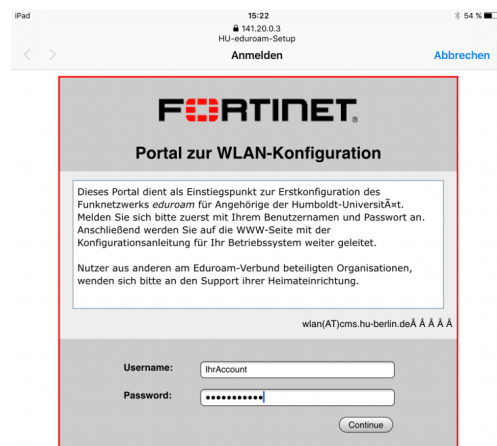 iPad 15:22 54 %
141.20.0.3
HU-eduroam-Setup
Anmelden Abbrechen
FORTINET®
Portal zur WLAN-Konfiguration
Dieses Portal dient als Einstiegspunkt zur Erstkonfiguration des
Funknetzwerks eduroam für Angehörige der Humboldt-Universität.
Melden Sie sich bitte zuerst mit Ihrem Benutzernamen und Passwort an.
Anschließend werden Sie auf die WWW-Seite mit der
Konfigurationsanleitung für Ihr Betriebssystem weiter geleitet.
Nutzer aus anderen am Eduroam-Verbund beteiligten Organisationen,
wenden sich bitte an den Support ihrer Heimateinrichtung.
wlan(AT)cms.hu-berlin.deÂ Â Â Â Â
Username: IhrAccount
Password: •••••••••••
Continue